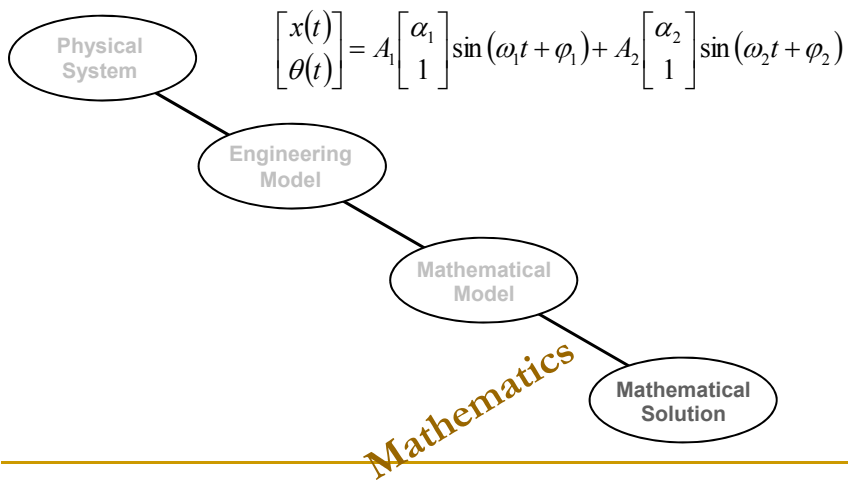 [x(t) θ(t)] = A₁[α₁ 1] sin(ω₁t + φ₁) + A₂[α₂ 1] sin(ω₂t + φ₂)
Physical
System
Engineering
Model
Mathematical
Model
Mathematics
Mathematical
Solution